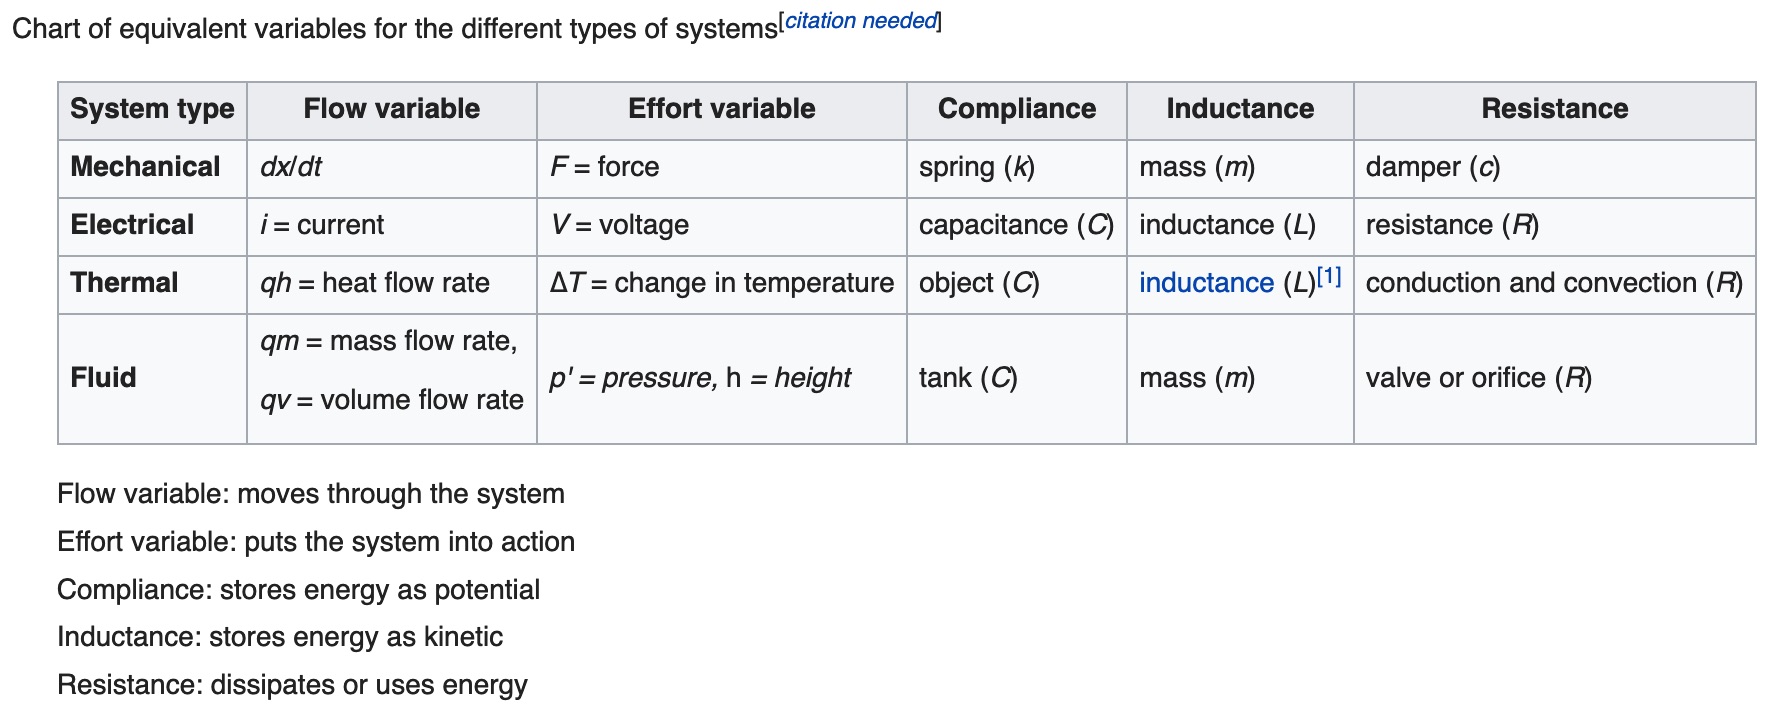 Chart of equivalent variables for the different types of systems[citation needed]
System type Flow variable Effort variable Compliance Inductance Resistance
Mechanical dx/dt F = force spring (k) mass (m) damper (c)
Electrical i = current V = voltage capacitance (C) inductance (L) resistance (R)
Thermal qh = heat flow rate ΔT = change in temperature object (C) inductance (L)[1] conduction and convection (R)
Fluid qm = mass flow rate,
qv = volume flow rate p' = pressure, h = height tank (C) mass (m) valve or orifice (R)
Flow variable: moves through the system
Effort variable: puts the system into action
Compliance: stores energy as potential
Inductance: stores energy as kinetic
Resistance: dissipates or uses energy